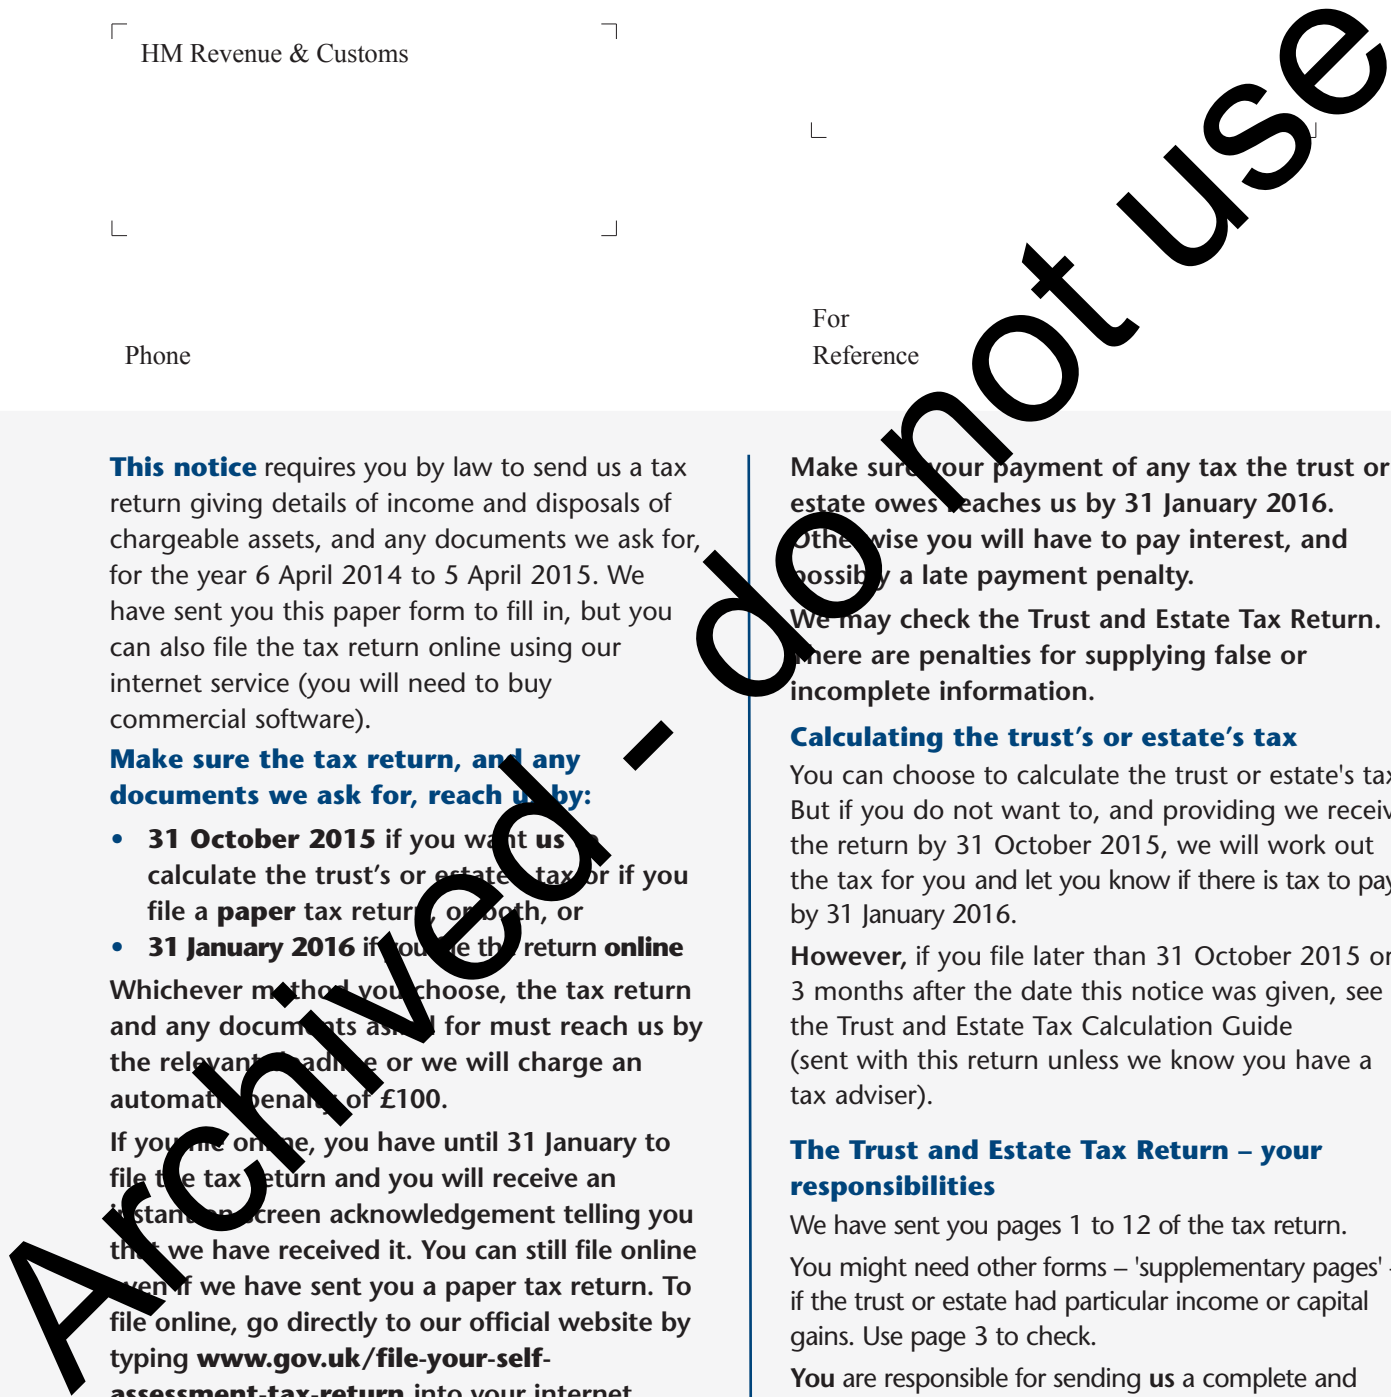 HM Revenue & Customs
Phone
For
Reference
This notice requires you by law to send us a tax
return giving details of income and disposals of
chargeable assets, and any documents we ask for,
for the year 6 April 2014 to 5 April 2015. We
have sent you this paper form to fill in, but you
can also file the tax return online using our
internet service (you will need to buy
commercial software).
Make sure the tax return, and any
documents we ask for, reach us by:
• 31 October 2015 if you want us to
calculate the trust's or estate's tax or if you
file a paper tax return, or both, or
• 31 January 2016 if you file the return online
Whichever method you choose, the tax return
and any documents asked for must reach us by
the relevant deadline or we will charge an
automatic penalty of £100.
If you file online, you have until 31 January to
file the tax return and you will receive an
instant on-screen acknowledgement telling you
that we have received it. You can still file online
even if we have sent you a paper tax return. To
file online, go directly to our official website by
typing www.gov.uk/file-your-self-
assessment-tax-return into your internet
Make sure your payment of any tax the trust or
estate owes reaches us by 31 January 2016.
Otherwise you will have to pay interest, and
possibly a late payment penalty.
We may check the Trust and Estate Tax Return.
There are penalties for supplying false or
incomplete information.
Calculating the trust's or estate's tax
You can choose to calculate the trust or estate's tax
But if you do not want to, and providing we receiv
the return by 31 October 2015, we will work out
the tax for you and let you know if there is tax to pay
by 31 January 2016.
However, if you file later than 31 October 2015 or
3 months after the date this notice was given, see
the Trust and Estate Tax Calculation Guide
(sent with this return unless we know you have a
tax adviser).
The Trust and Estate Tax Return – your
responsibilities
We have sent you pages 1 to 12 of the tax return.
You might need other forms – 'supplementary pages' –
if the trust or estate had particular income or capital
gains. Use page 3 to check.
You are responsible for sending us a complete and
Archived - do not use